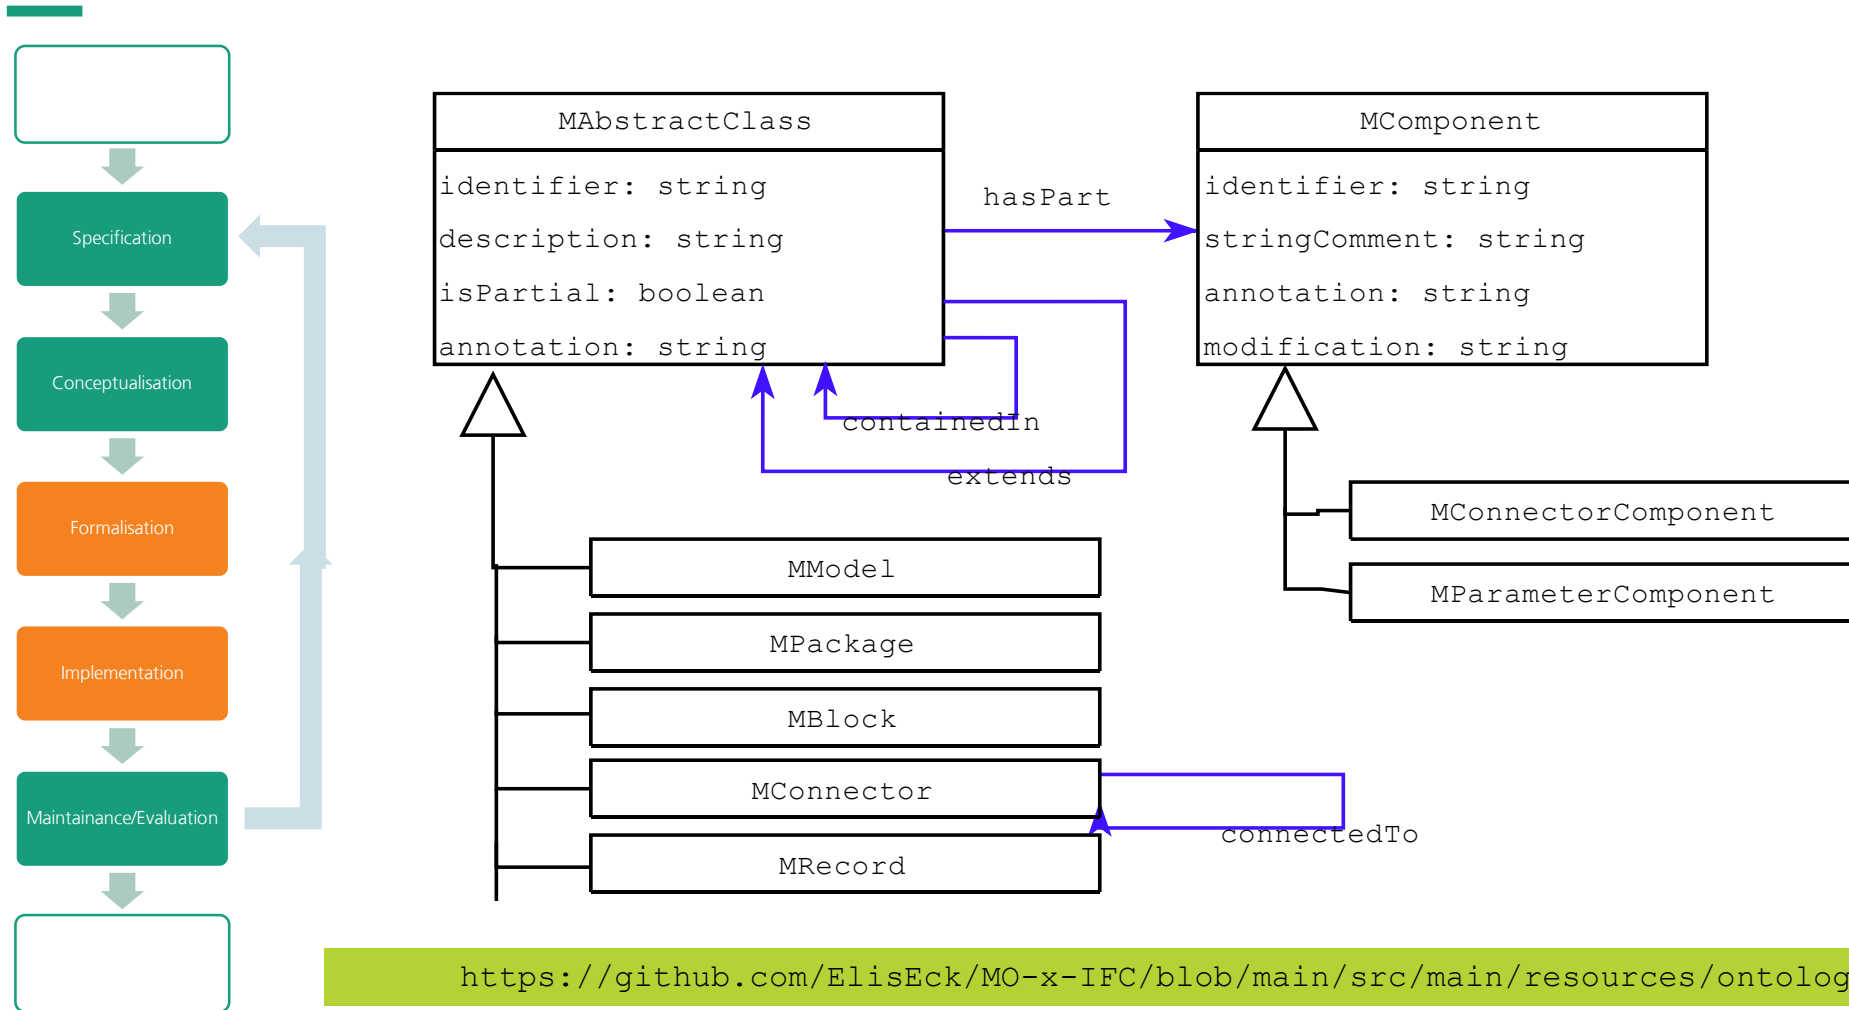 Specification
Conceptualisation
Formalisation
Implementation
Maintainance/Evaluation
MAbstractClass
identifier: string
description: string
isPartial: boolean
annotation: string
hasPart
containedIn
extends
MComponent
identifier: string
stringComment: string
annotation: string
modification: string
MConnectorComponent
MParameterComponent
MModel
MPackage
MBlock
MConnector
connectedTo
MRecord
https://github.com/ElisEck/MO-x-IFC/blob/main/src/main/resources/ontolog